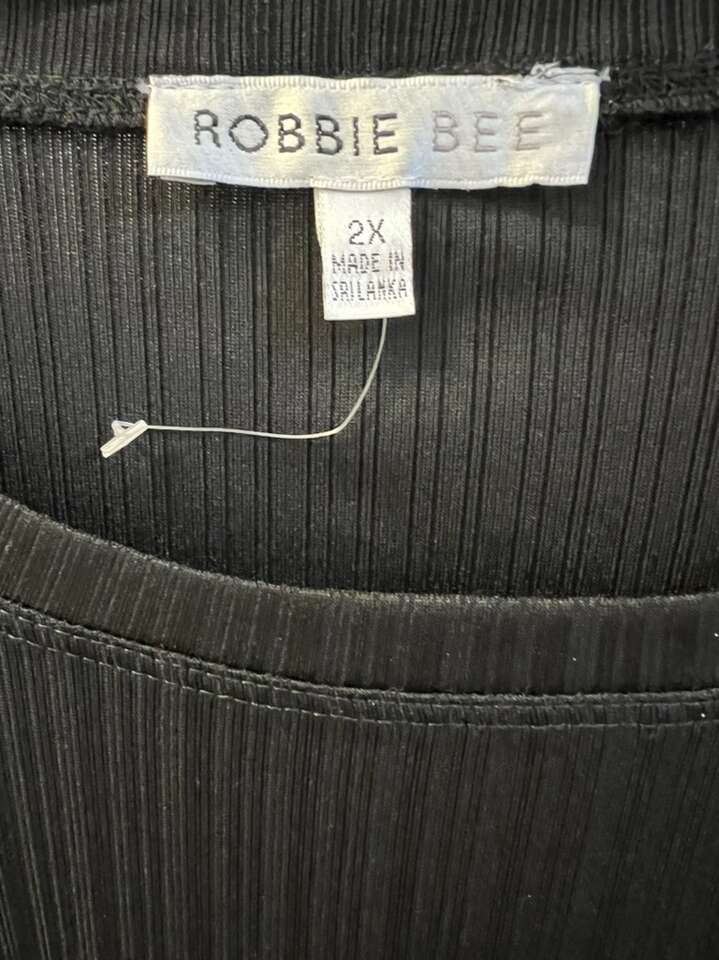 ROBBIE BEE
2X
MADE IN
SRI LANKA